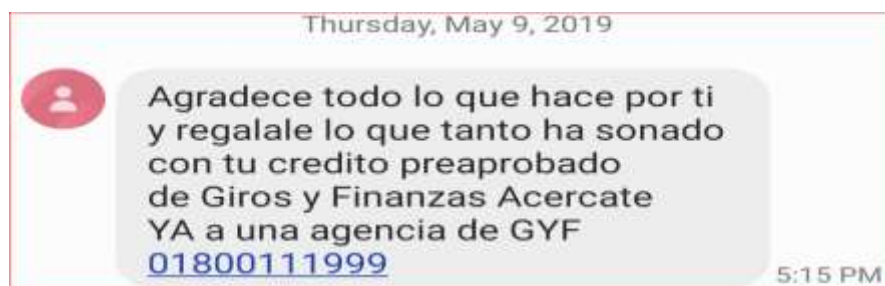 Thursday, May 9, 2019
Agradece todo lo que hace por ti
y regalale lo que tanto ha sonado
con tu credito preaprobado
de Giros y Finanzas Acercate
YA a una agencia de GYF
01800111999
5:15 PM